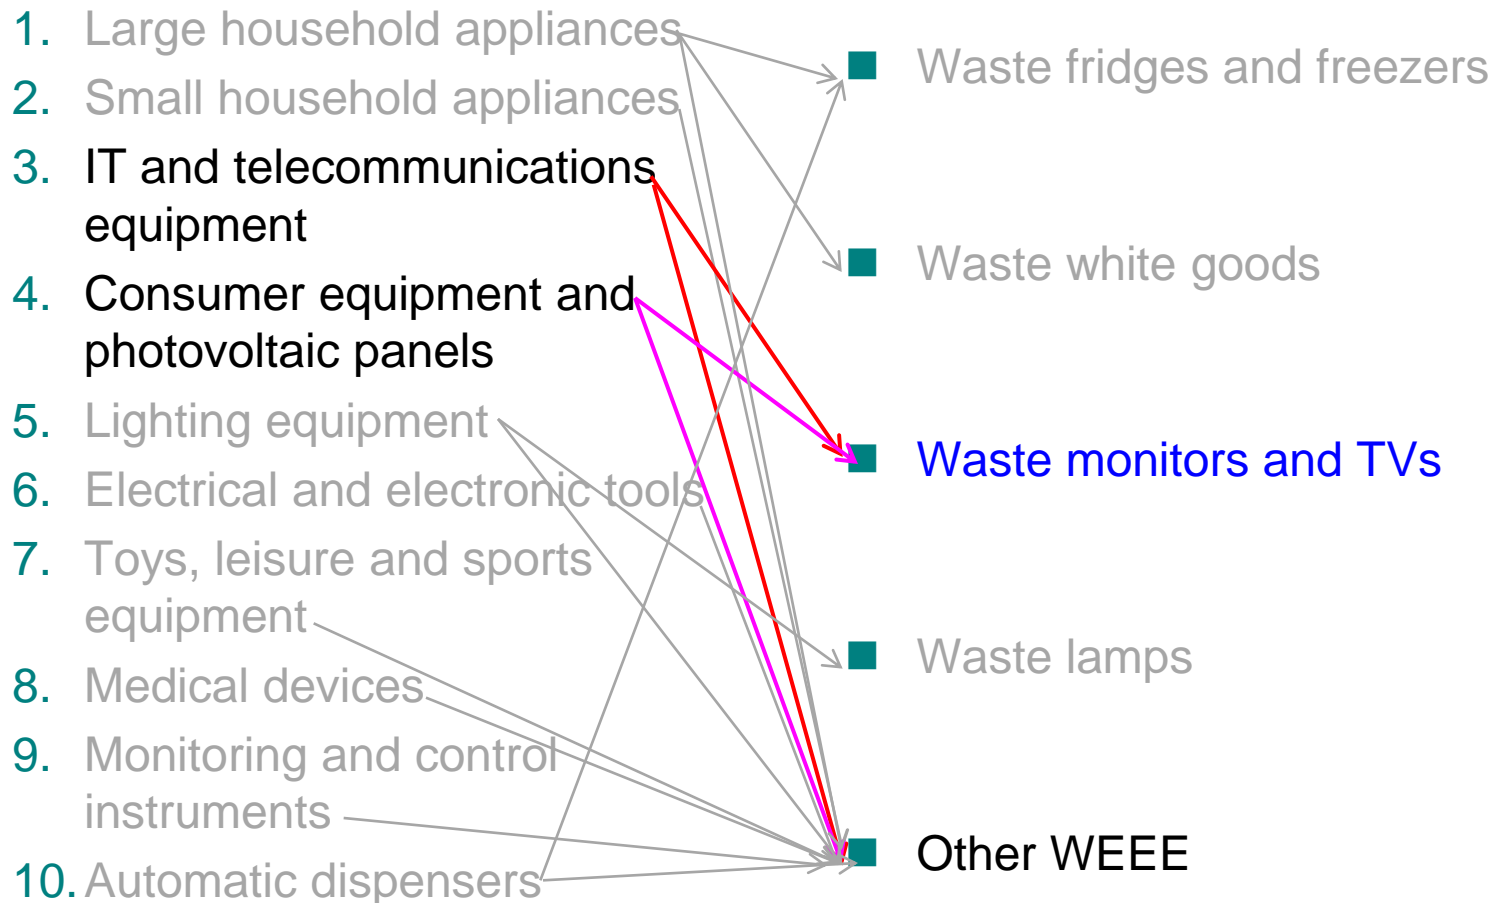 1. Large household appliances
2. Small household appliances
3. IT and telecommunications
equipment
4. Consumer equipment and
photovoltaic panels
5. Lighting equipment
6. Electrical and electronic tools
7. Toys, leisure and sports
equipment
8. Medical devices
9. Monitoring and control
instruments
10. Automatic dispensers
Waste fridges and freezers
Waste white goods
Waste monitors and TVs
Waste lamps
Other WEEE